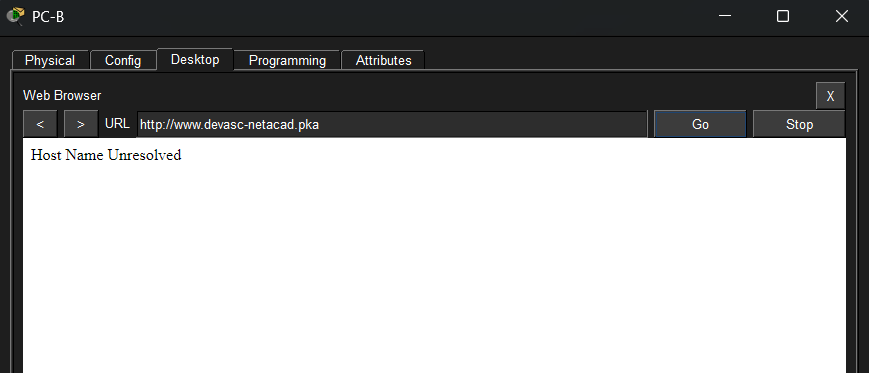 PC-B
Physical Config Desktop Programming Attributes
Web Browser X
< > URL http://www.devasc-netacad.pka Go Stop
Host Name Unresolved